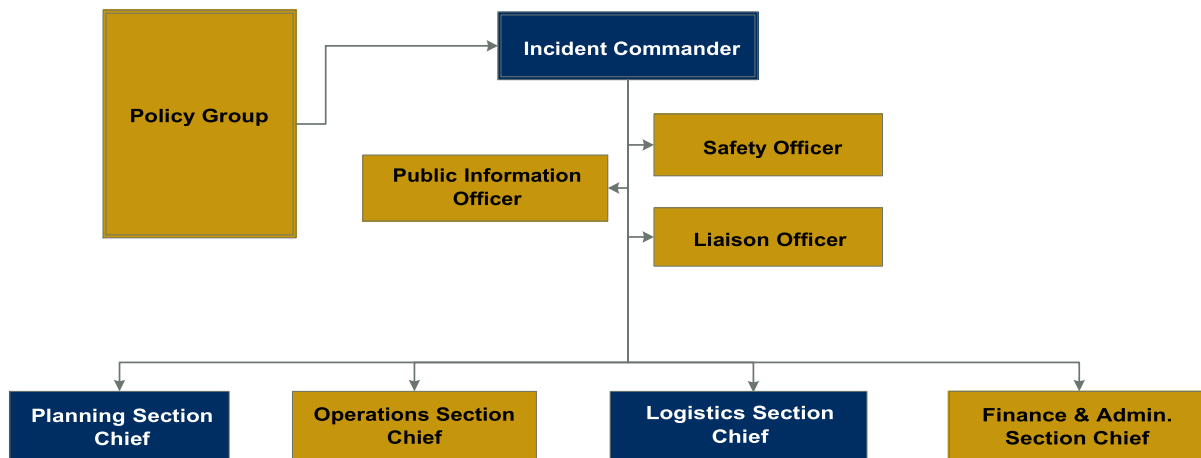 Incident Commander
Policy Group
Safety Officer
Public Information
Officer
Liaison Officer
Planning Section
Chief
Operations Section
Chief
Logistics Section
Chief
Finance & Admin.
Section Chief